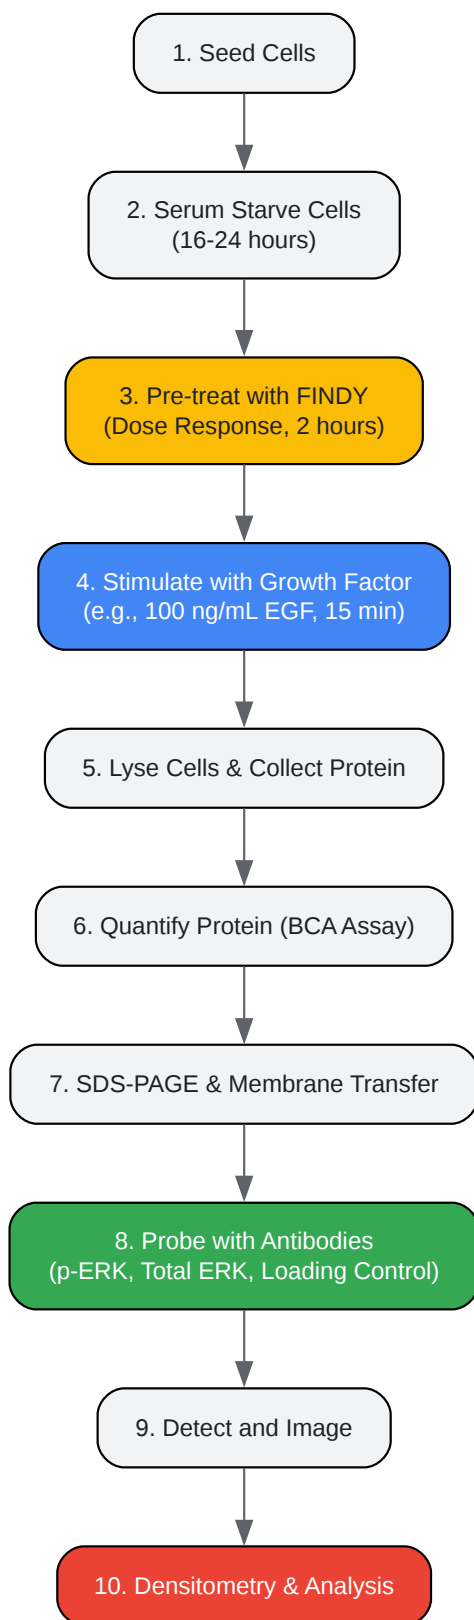 1. Seed Cells
2. Serum Starve Cells
(16-24 hours)
3. Pre-treat with FINDY
(Dose Response, 2 hours)
4. Stimulate with Growth Factor
(e.g., 100 ng/mL EGF, 15 min)
5. Lyse Cells & Collect Protein
6. Quantify Protein (BCA Assay)
7. SDS-PAGE & Membrane Transfer
8. Probe with Antibodies
(p-ERK, Total ERK, Loading Control)
9. Detect and Image
10. Densitometry & Analysis